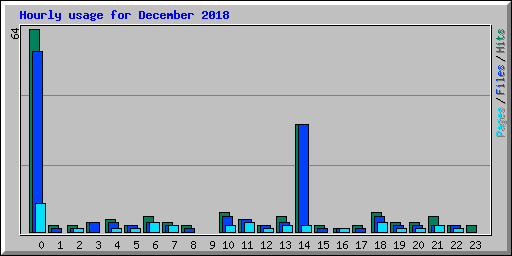 Hourly usage for December 2018
64
Pages/Files/Hits
0 1 2 3 4 5 6 7 8 9 10 11 12 13 14 15 16 17 18 19 20 21 22 23